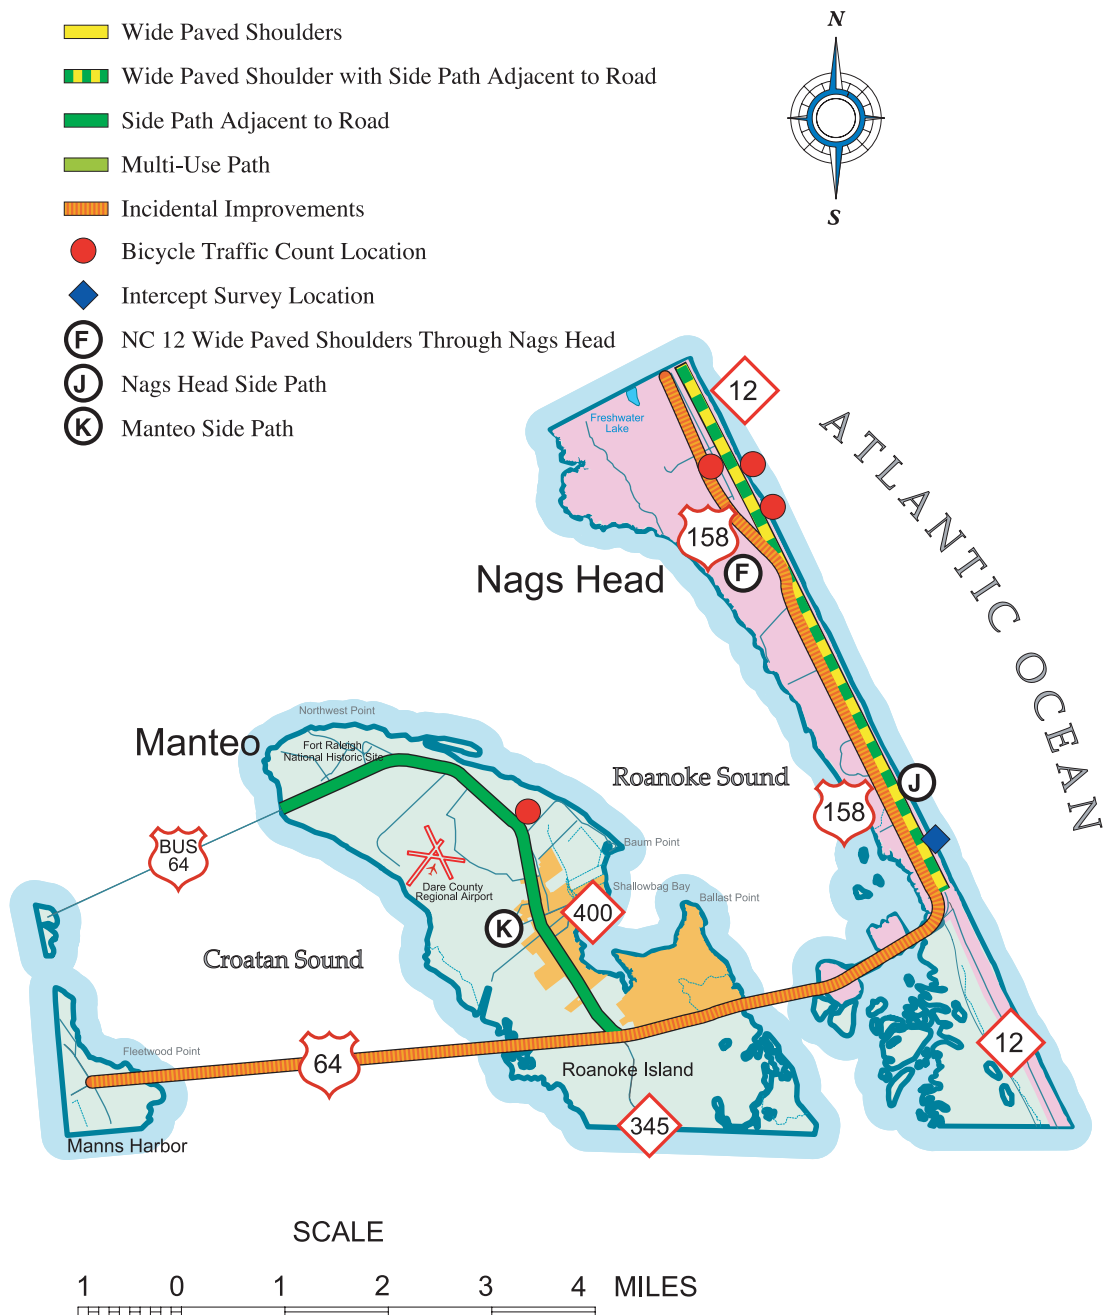 N
Wide Paved Shoulders
Wide Paved Shoulder with Side Path Adjacent to Road
Side Path Adjacent to Road
Multi-Use Path
S
Incidental Improvements
Bicycle Traffic Count Location
Intercept Survey Location
F NC 12 Wide Paved Shoulders Through Nags Head
J Nags Head Side Path
K Manteo Side Path
12
Freshwater
Lake
ATLANTIC OCEAN
158
F
Nags Head
Northwest Point
Manteo
Fort Raleigh
National Historic Site
Roanoke Sound
J
158
BUS
64
Baum Point
Dare County
Regional Airport
Shallowbag Bay
Ballast Point
400
K
Croatan Sound
Fleetwood Point
64
12
Roanoke Island
345
Manns Harbor
SCALE
1 0 1 2 3 4 MILES